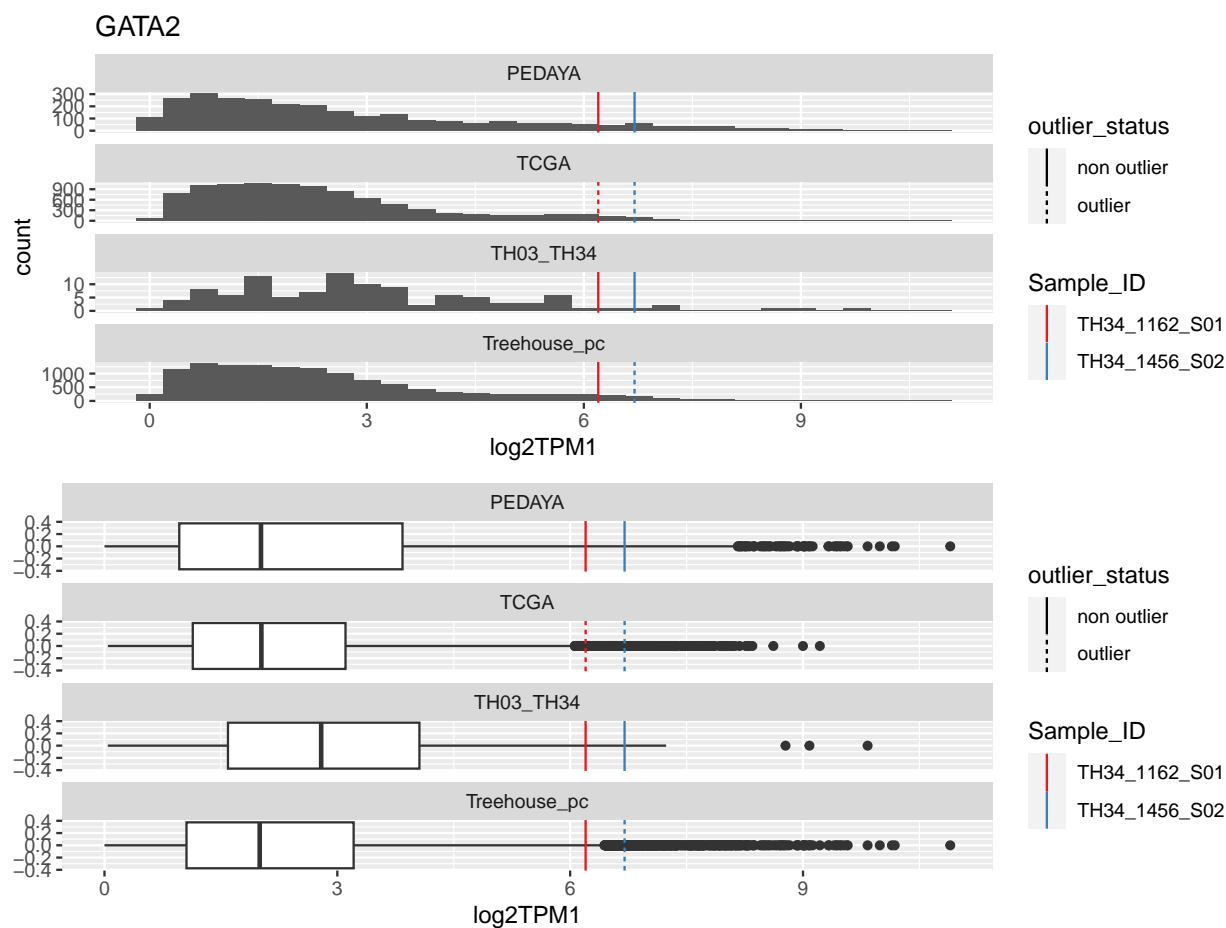 GATA2
PEDAYA
300
200
100
0
TCGA
900
600
300
0
TH03_TH34
10
5
0
Treehouse_pc
1000
500
0
count
0 3 6 9
log2TPM1
outlier_status
non outlier
outlier
Sample_ID
TH34_1162_S01
TH34_1456_S02
PEDAYA
0.4
0.2
0.0
−0.2
−0.4
TCGA
0.4
0.2
0.0
−0.2
−0.4
TH03_TH34
0.4
0.2
0.0
−0.2
−0.4
Treehouse_pc
0.4
0.2
0.0
−0.2
−0.4
0 3 6 9
log2TPM1
outlier_status
non outlier
outlier
Sample_ID
TH34_1162_S01
TH34_1456_S02